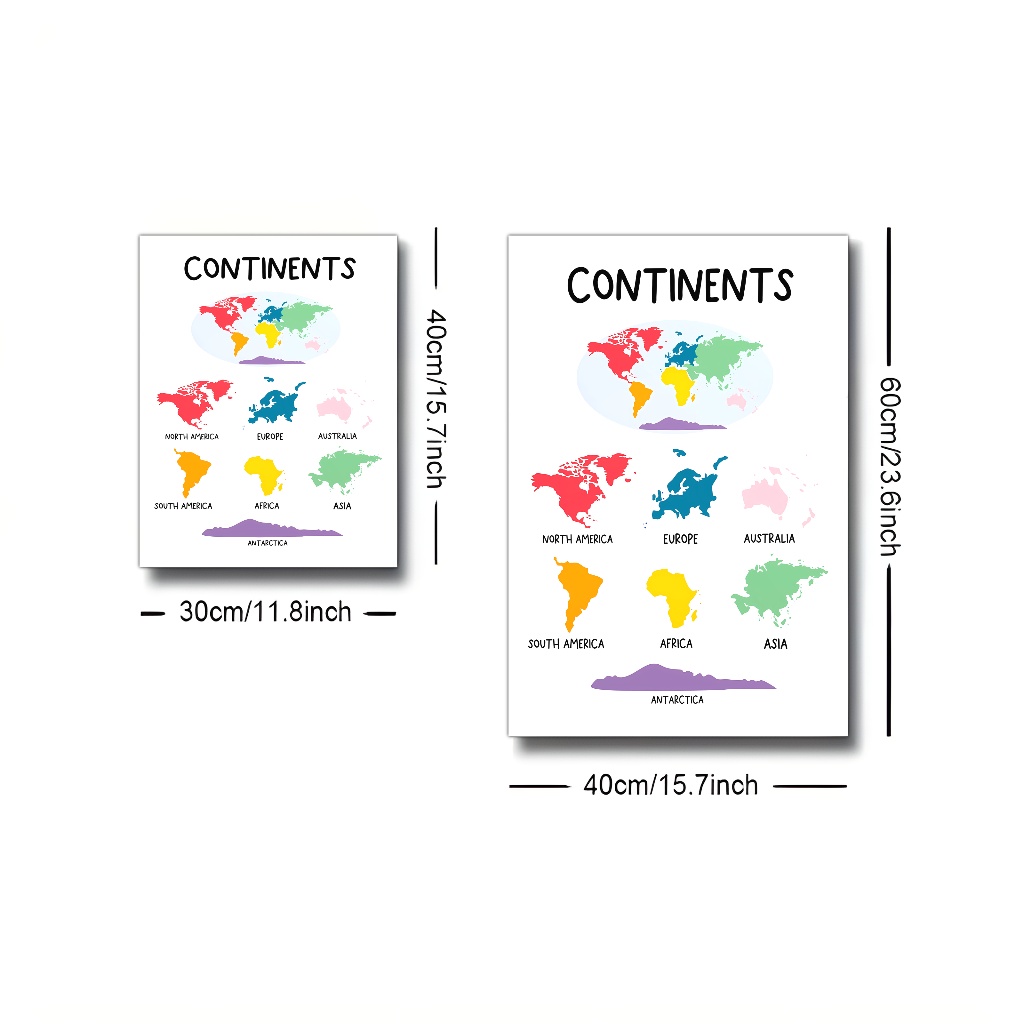 CONTINENTS
NORTH AMERICA
EUROPE
AUSTRALIA
SOUTH AMERICA
AFRICA
ASIA
ANTARCTICA
40cm/15.7inch
30cm/11.8inch
CONTINENTS
NORTH AMERICA
EUROPE
AUSTRALIA
SOUTH AMERICA
AFRICA
ASIA
ANTARCTICA
60cm/23.6inch
40cm/15.7inch